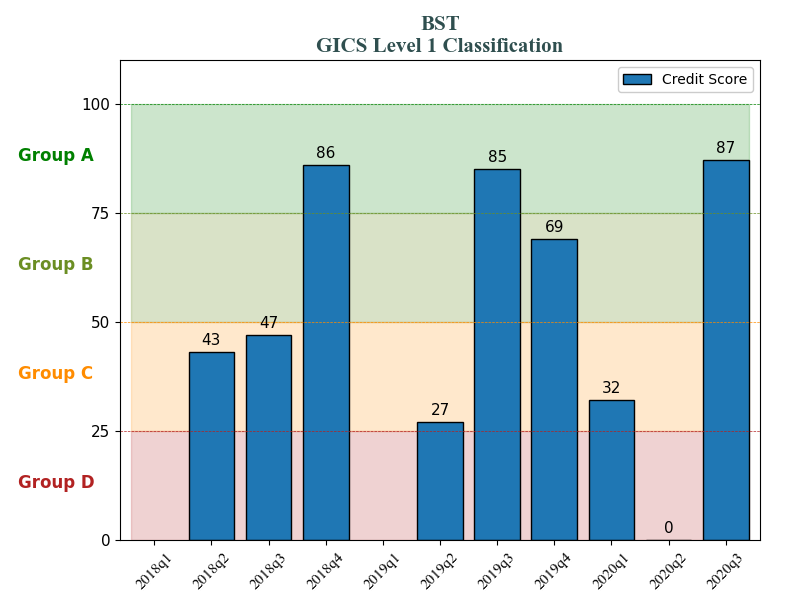 BST
GICS Level 1 Classification
Credit Score
100
Group A
86
85
87
75
Group B
69
50
47
43
Group C
32
27
25
Group D
0
0
2018q1 2018q2 2018q3 2018q4 2019q1 2019q2 2019q3 2019q4 2020q1 2020q2 2020q3